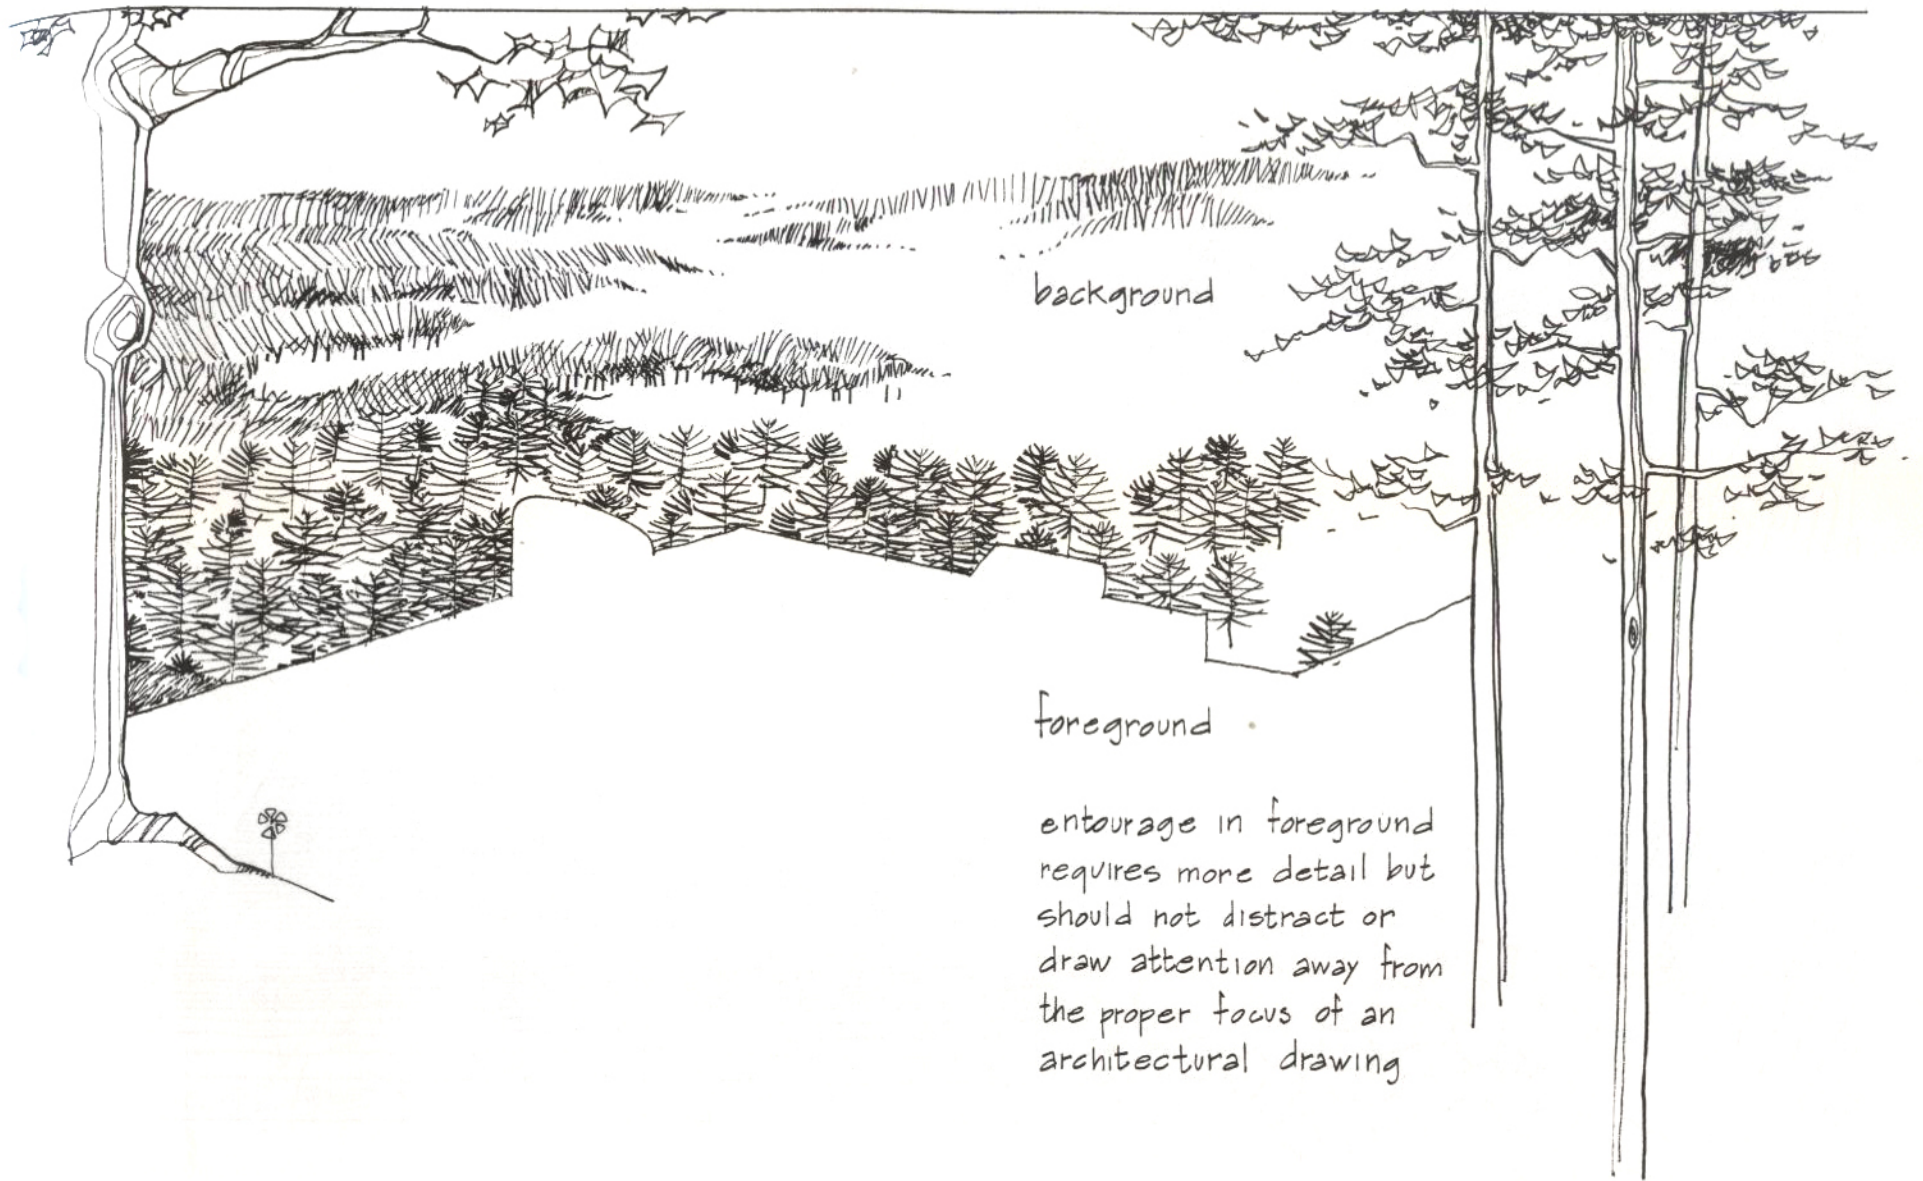 background
foreground
entourage in foreground
requires more detail but
should not distract or
draw attention away from
the proper focus of an
architectural drawing